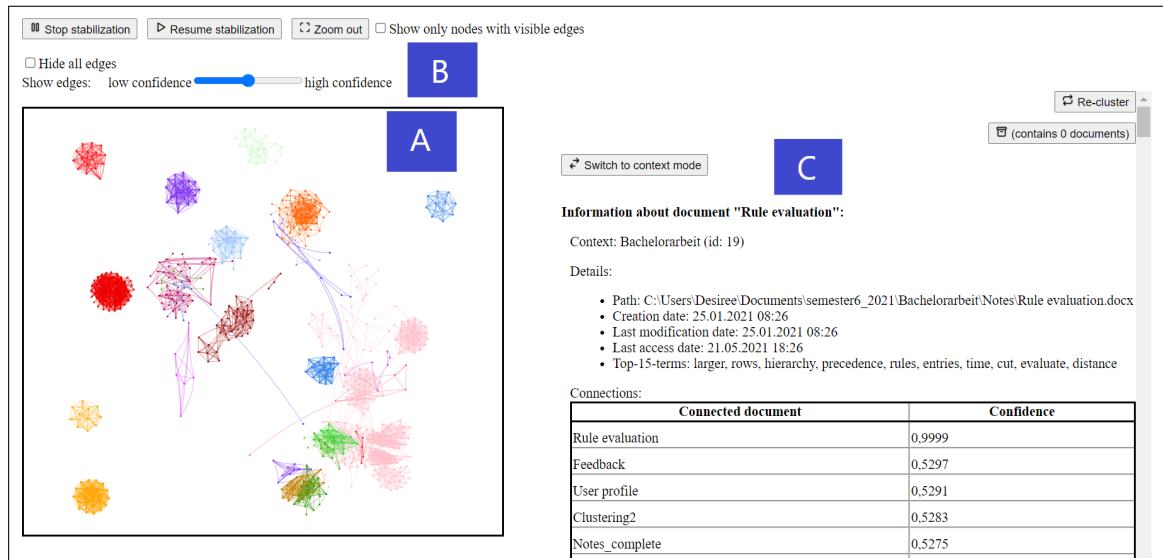 Stop stabilization Resume stabilization Zoom out Show only nodes with visible edges
Hide all edges
Show edges: low confidence high confidence
B
A
Re-cluster
(contains 0 documents)
Switch to context mode
C
Information about document "Rule evaluation":
Context: Bachelorarbeit (id: 19)
Details:
• Path: C:\Users\Desiree\Documents\semester6_2021\Bachelorarbeit\Notes\Rule evaluation.docx
• Creation date: 25.01.2021 08:26
• Last modification date: 25.01.2021 08:26
• Last access date: 21.05.2021 18:26
• Top-15-terms: larger, rows, hierarchy, precedence, rules, entries, time, cut, evaluate, distance
Connections:
Connected document Confidence
Rule evaluation 0,9999
Feedback 0,5297
User profile 0,5291
Clustering2 0,5283
Notes_complete 0,5275